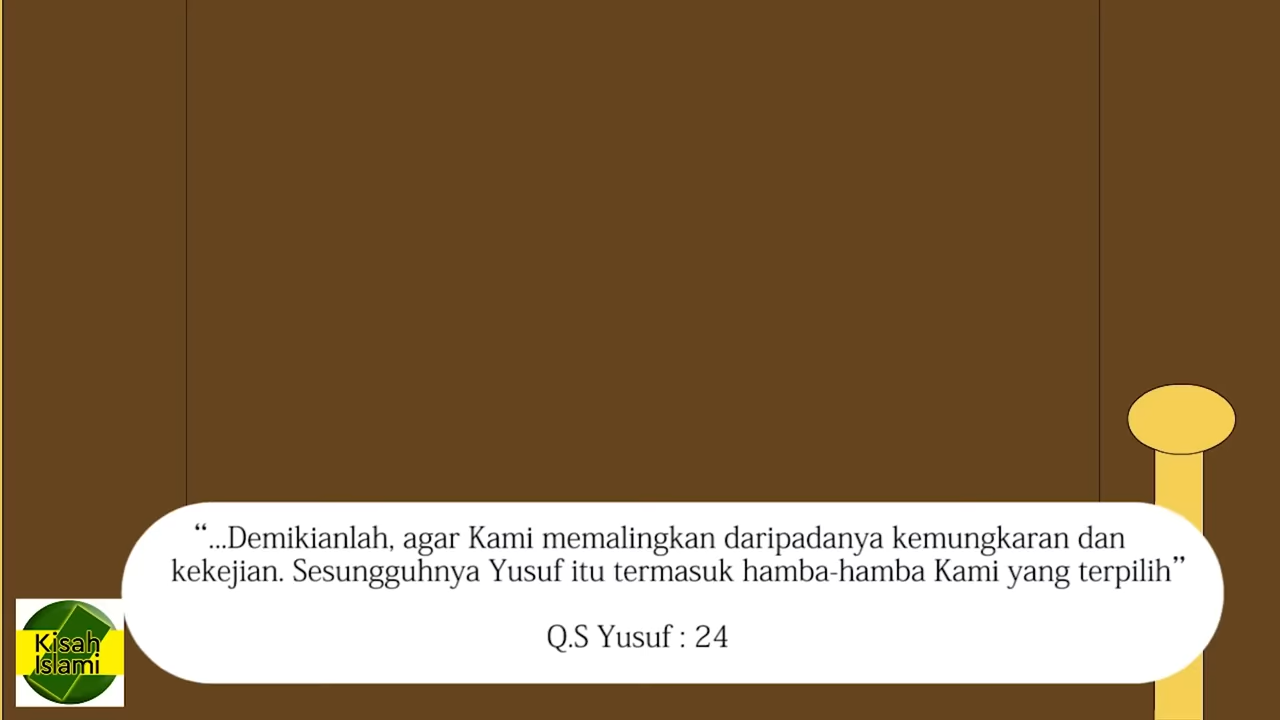 “...Demikianlah, agar Kami memalingkan daripadanya kemungkaran dan
kekejian. Sesungguhnya Yusuf itu termasuk hamba-hamba Kami yang terpilih”
Q.S Yusuf : 24
Kisah
Islami